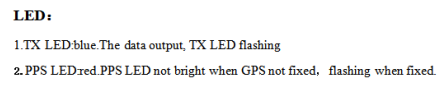 LED：
1.TX LED:blue.The data output, TX LED flashing
2. PPS LED:red.PPS LED not bright when GPS not fixed， flashing when fixed.